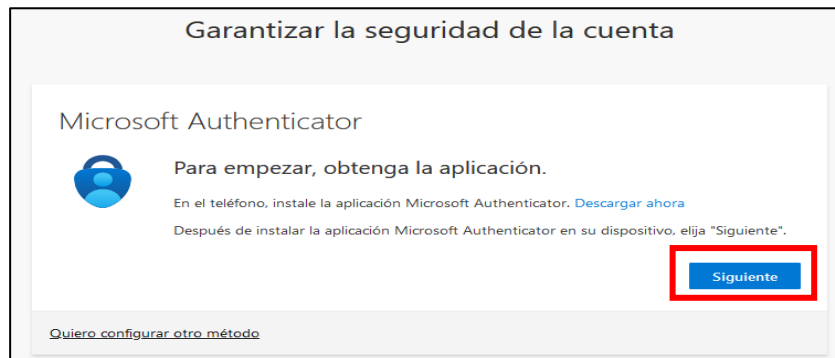 Garantizar la seguridad de la cuenta
Microsoft Authenticator
Para empezar, obtenga la aplicación.
En el teléfono, instale la aplicación Microsoft Authenticator. Descargar ahora
Después de instalar la aplicación Microsoft Authenticator en su dispositivo, elija "Siguiente".
Siguiente
Quiero configurar otro método